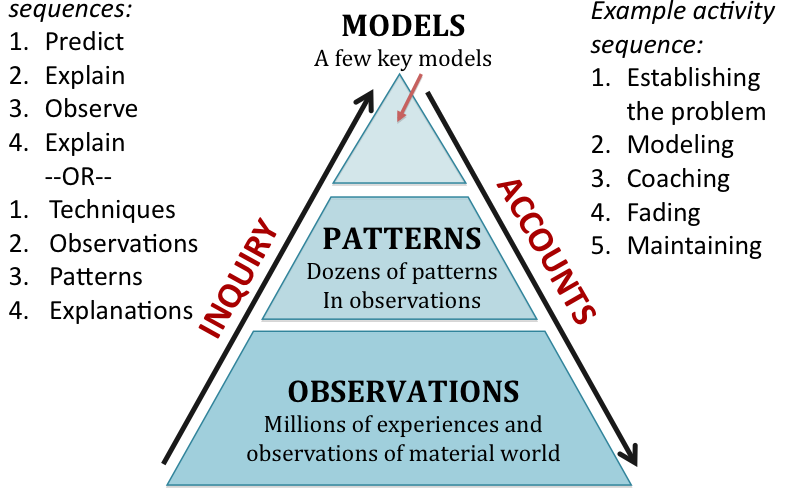 sequences:
1. Predict
2. Explain
3. Observe
4. Explain
--OR--
1. Techniques
2. Observations
3. Patterns
4. Explanations
MODELS
A few key models
INQUIRY
PATTERNS
Dozens of patterns
In observations
OBSERVATIONS
Millions of experiences and
observations of material world
ACCOUNTS
Example activity
sequence:
1. Establishing
the problem
2. Modeling
3. Coaching
4. Fading
5. Maintaining